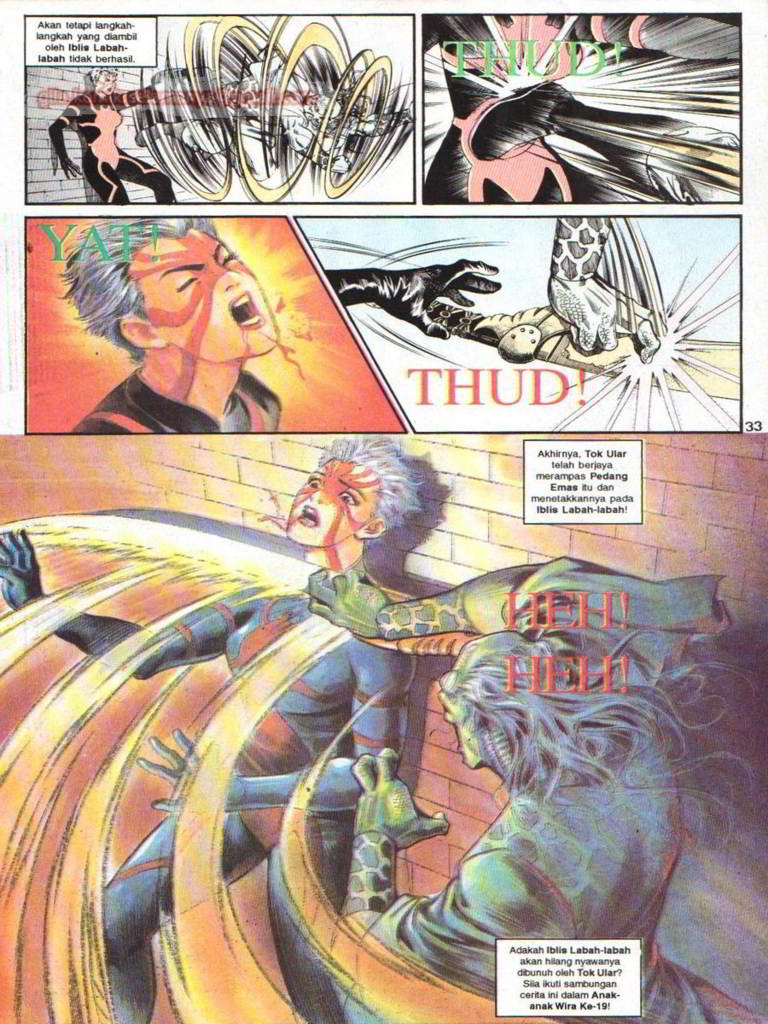 Akan tetapi langkah-
langkah yang diambil
oleh Iblis Labah-
labah tidak berhasil.
THUD!
YAT!
THUD!
33
Akhirnya, Tok Ular
telah berjaya
merampas Pedang
Emas itu dan
menetakkannya pada
Iblis Labah-labah!
HEH!
HEH!
Adakah Iblis Labah-labah
akan hilang nyawanya
dibunuh oleh Tok Ular?
Sila ikuti sambungan
cerita ini dalam Anak-
anak Wira Ke-19!